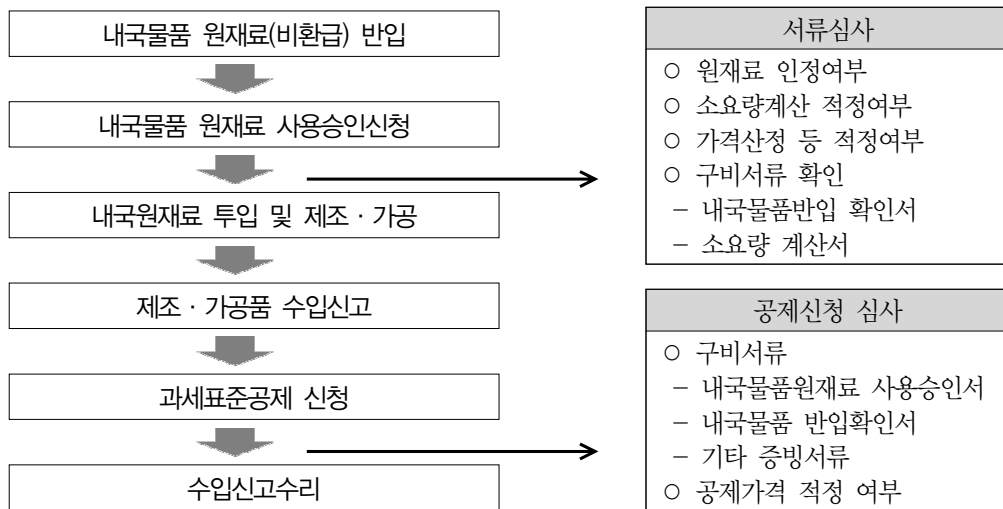 내국물품 원재료(비환급) 반입
내국물품 원재료 사용승인신청
내국원재료 투입 및 제조 · 가공
제조 · 가공품 수입신고
과세표준공제 신청
수입신고수리
서류심사
○ 원재료 인정여부
○ 소요량계산 적정여부
○ 가격산정 등 적정여부
○ 구비서류 확인
– 내국물품반입 확인서
– 소요량 계산서
공제신청 심사
○ 구비서류
– 내국물품원재료 사용승인서
– 내국물품 반입확인서
– 기타 증빙서류
○ 공제가격 적정 여부